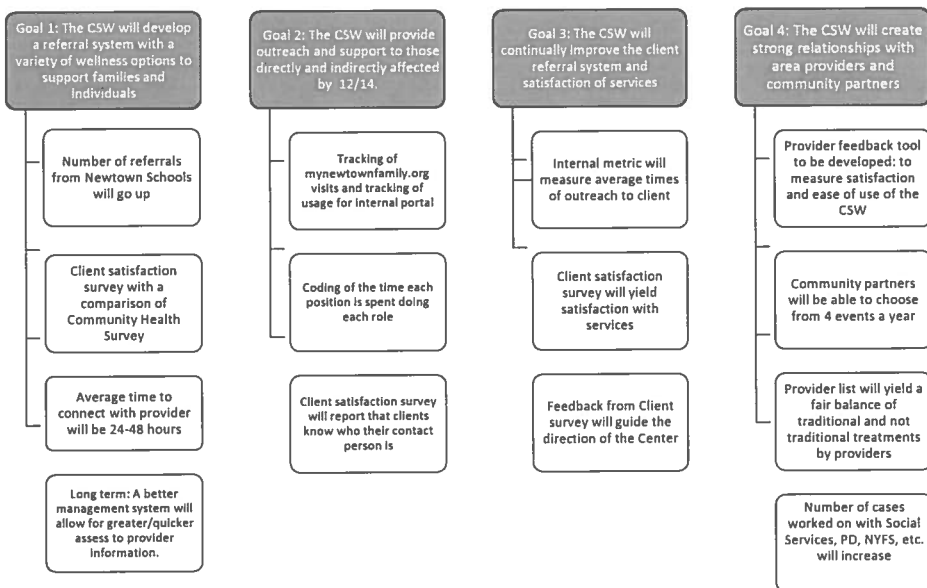 Goal 1: The CSW will develop
a referral system with a
variety of wellness options to
support families and
individuals
Number of referrals
from Newtown Schools
will go up
Client satisfaction
survey with a
comparison of
Community Health
Survey
Average time to
connect with provider
will be 24-48 hours
Long term: A better
management system will
allow for greater/quicker
assess to provider
information.
Goal 2: The CSW will provide
outreach and support to those
directly and indirectly affected
by 12/14.
Tracking of
mynewtownfamily.org
visits and tracking of
usage for internal portal
Coding of the time each
position is spent doing
each role
Client satisfaction survey
will report that clients
know who their contact
person is
Goal 3: The CSW will
continually improve the client
referral system and
satisfaction of services
Internal metric will
measure average times
of outreach to client
Client satisfaction
survey will yield
satisfaction with
services
Feedback from Client
survey will guide the
direction of the Center
Goal 4: The CSW will create
strong relationships with
area providers and
community partners
Provider feedback
tool to be developed: to
measure satisfaction
and ease of use of the
CSW
Community partners
will be able to choose
from 4 events a year
Provider list will yield a
fair balance of
traditional and not
traditional treatments
by providers
Number of cases
worked on with Social
Services, PD, NYFS, etc.
will increase